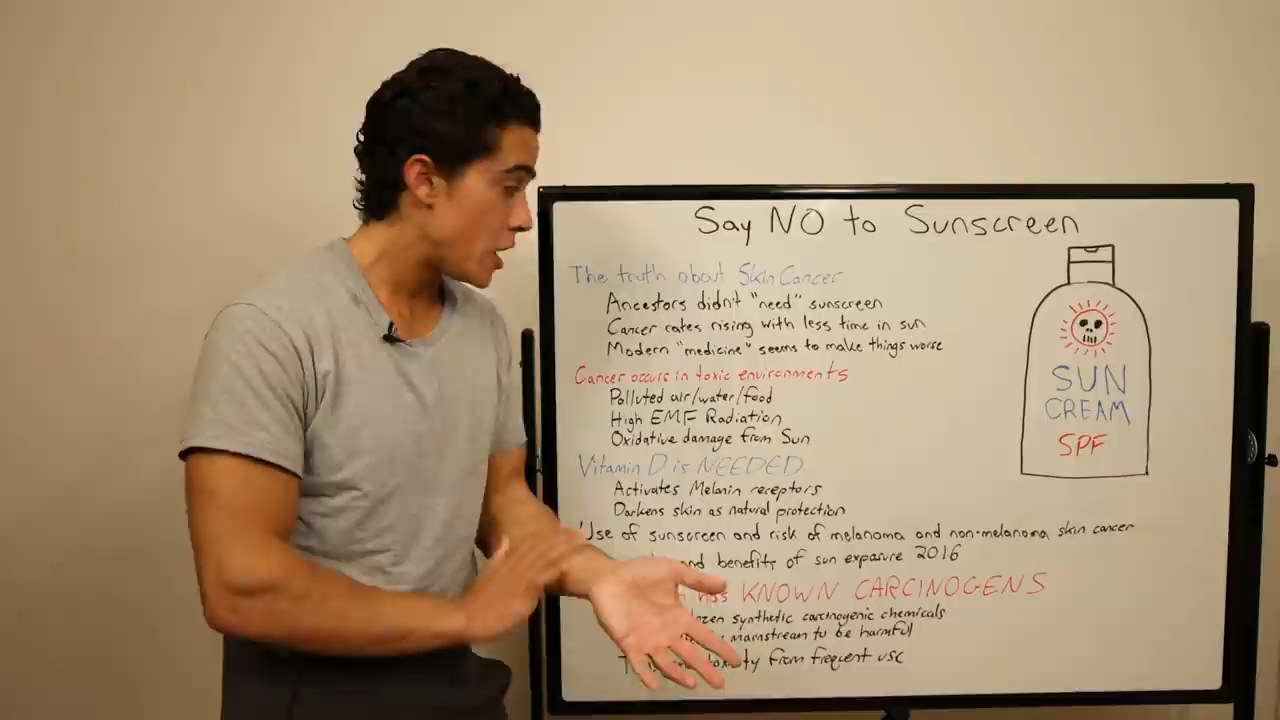 Say NO to Sunscreen
The truth about Skin Cancer
Ancestors didn't "need" sunscreen
Cancer rates rising with less time in sun
Modern "medicine" seems to make things worse
Cancer occurs in toxic environments
Polluted air/water/food
High EMF Radiation
Oxidative damage from Sun
Vitamin D is NEEDED
Activates Melanin receptors
Darkens skin as natural protection
Use of sunscreen and risk of melanoma and non-melanoma skin cancer
and benefits of sun exposure 2016
has KNOWN CARCINOGENS
synthetic carcinogenic chemicals
mainstream to be harmful
from frequent use
SUN
CREAM
SPF